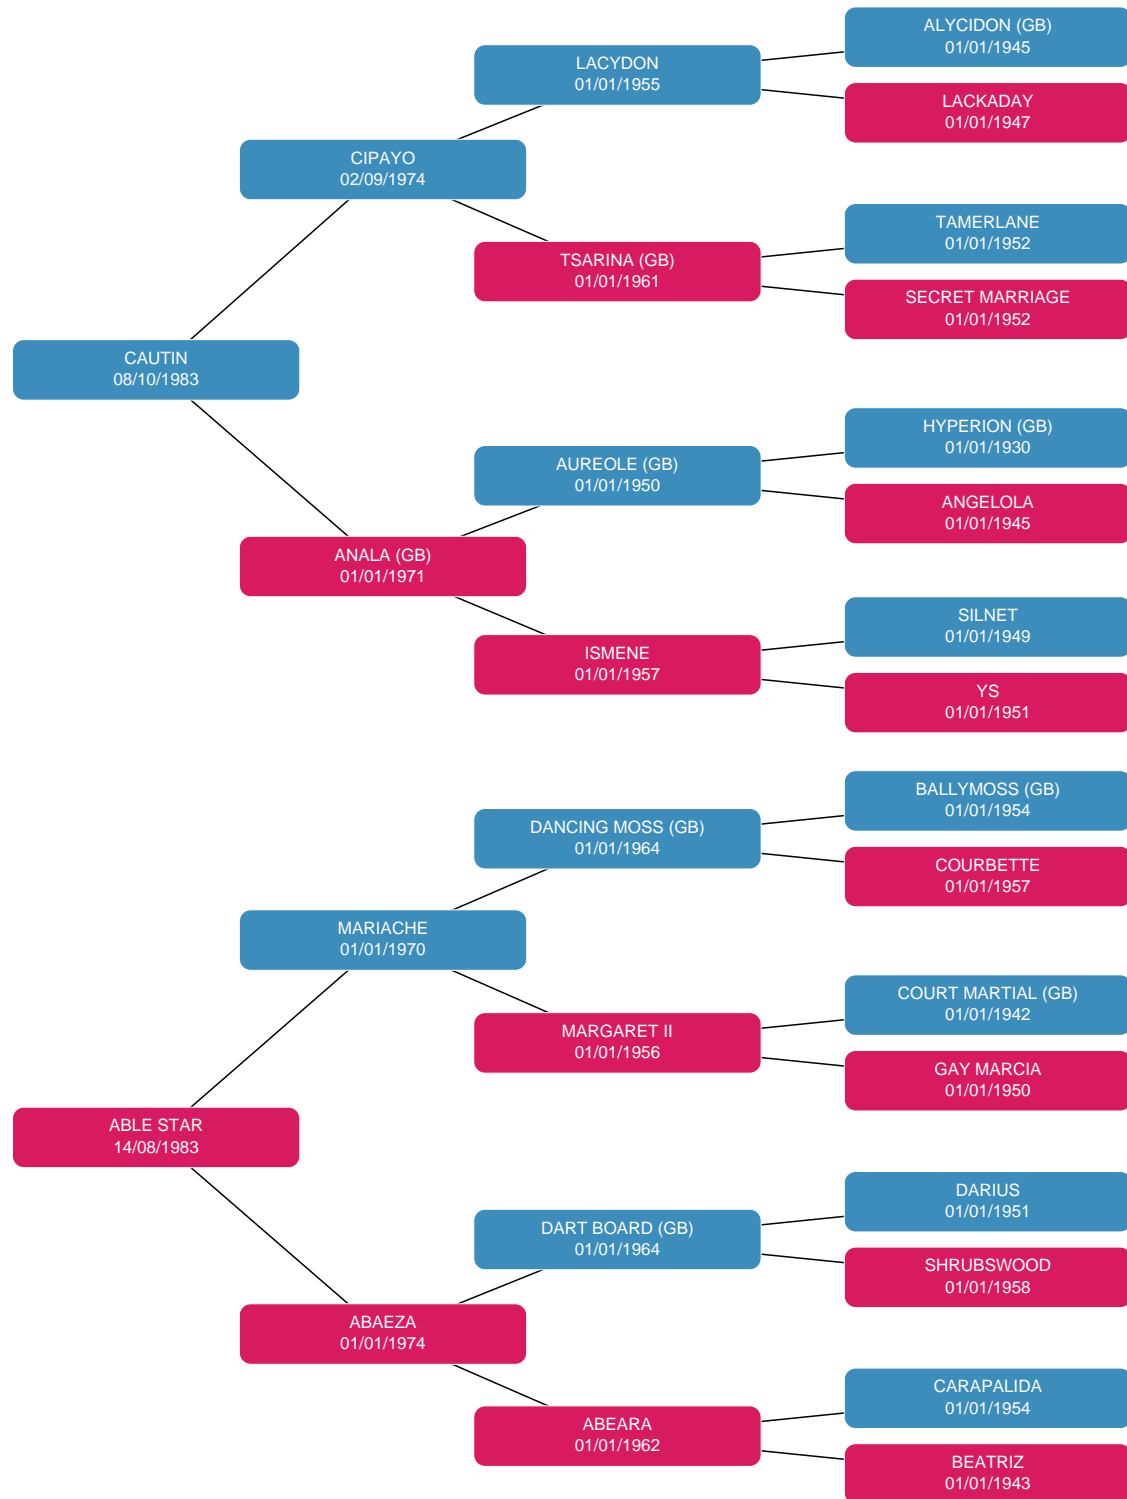 ALYCIDON (GB)
01/01/1945
LACYDON
01/01/1955
LACKADAY
01/01/1947
CIPAYO
02/09/1974
TAMERLANE
01/01/1952
TSARINA (GB)
01/01/1961
SECRET MARRIAGE
01/01/1952
CAUTIN
08/10/1983
HYPERION (GB)
01/01/1930
AUREOLE (GB)
01/01/1950
ANGELOLA
01/01/1945
ANALA (GB)
01/01/1971
SILNET
01/01/1949
ISMENE
01/01/1957
YS
01/01/1951
BALLYMOSS (GB)
01/01/1954
DANCING MOSS (GB)
01/01/1964
COURBETTE
01/01/1957
MARIACHE
01/01/1970
COURT MARTIAL (GB)
01/01/1942
MARGARET II
01/01/1956
GAY MARCIA
01/01/1950
ABLE STAR
14/08/1983
DARIUS
01/01/1951
DART BOARD (GB)
01/01/1964
SHRUBSWOOD
01/01/1958
ABAEZA
01/01/1974
CARAPALIDA
01/01/1954
ABEARA
01/01/1962
BEATRIZ
01/01/1943